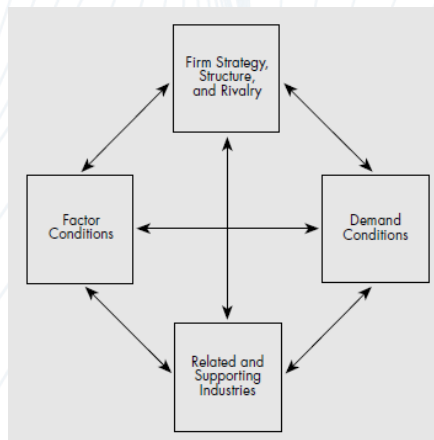 Firm Strategy,
Structure,
and Rivalry
Factor
Conditions
Demand
Conditions
Related and
Supporting
Industries